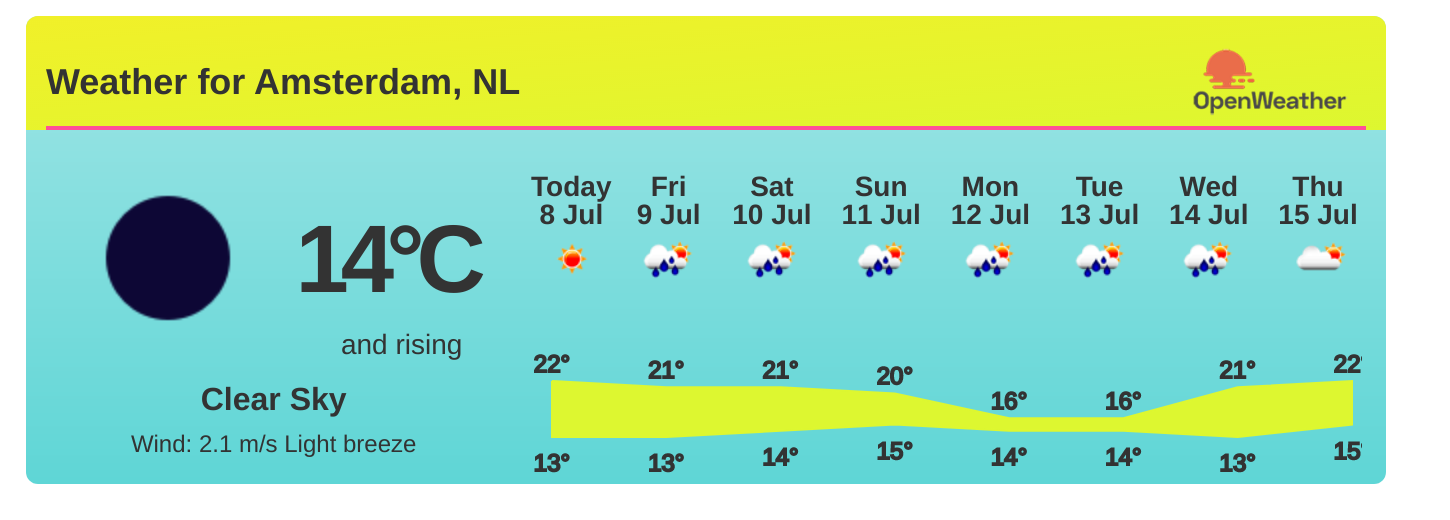 Weather for Amsterdam, NL
OpenWeather
Today Fri Sat Sun Mon Tue Wed Thu
8 Jul 9 Jul 10 Jul 11 Jul 12 Jul 13 Jul 14 Jul 15 Jul
14°C
and rising
Clear Sky
Wind: 2.1 m/s Light breeze
22° 21° 21° 20° 16° 16° 21° 22°
13° 13° 14° 15° 14° 14° 13° 15°